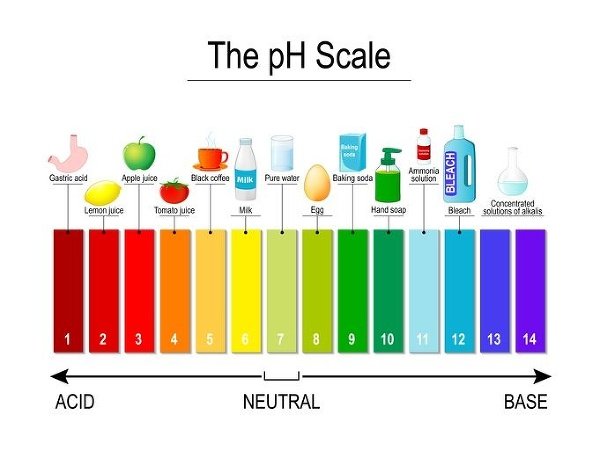 The pH Scale
Gastric acid
Lemon juice
Apple juice
Tomato juice
Black coffee
Milk
Milk
Pure water
Egg
Baking
soda
Baking soda
Hand soap
Ammonia
solution
BLEACH
Bleach
Concentrated
solutions of alkalis
1 2 3 4 5 6 7 8 9 10 11 12 13 14
ACID NEUTRAL BASE